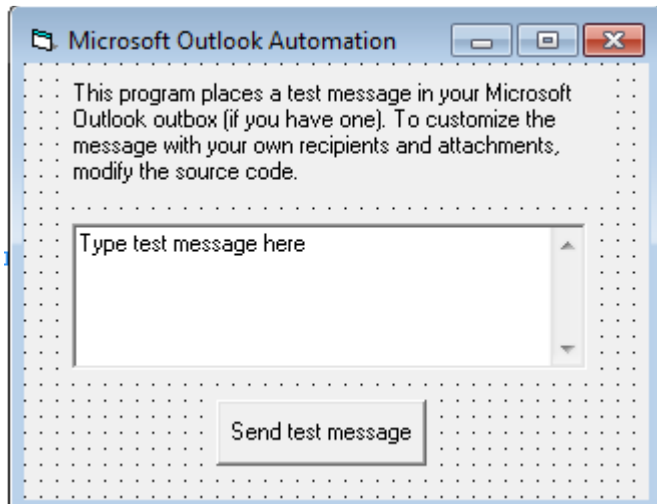 Microsoft Outlook Automation
This program places a test message in your Microsoft
Outlook outbox (if you have one). To customize the
message with your own recipients and attachments,
modify the source code.
Type test message here
Send test message